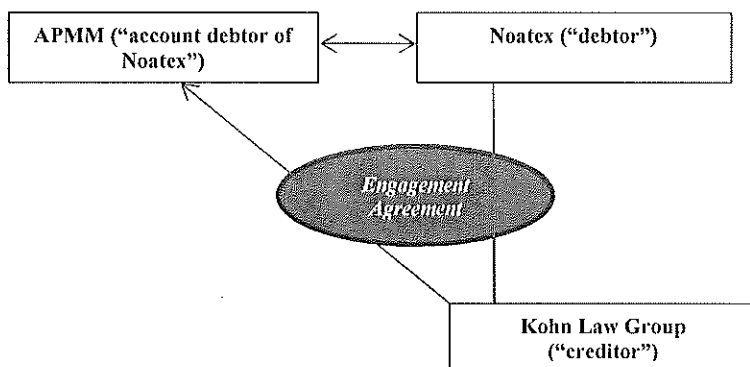 APMM (“account debtor of
Noatex”)
Noatex (“debtor”)
Engagement
Agreement
Kohn Law Group
(“creditor”)